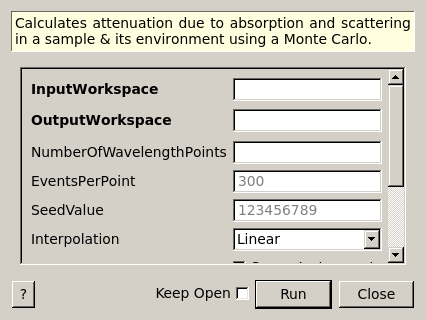 Calculates attenuation due to absorption and scattering
in a sample & its environment using a Monte Carlo.
InputWorkspace
OutputWorkspace
NumberOfWavelengthPoints
EventsPerPoint 300
SeedValue 123456789
Interpolation Linear
? Keep Open Run Close